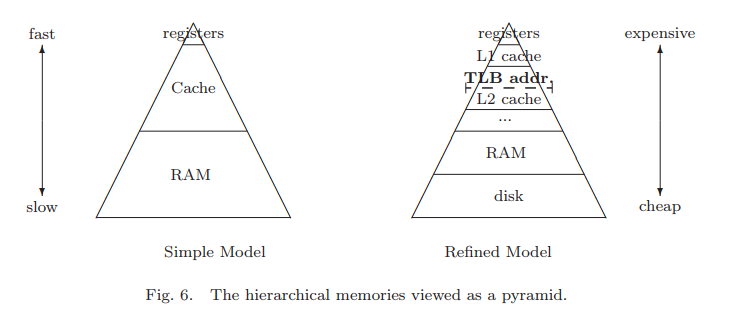 fast
registers
Cache
RAM
slow
Simple Model
registers
L1 cache
TLB addr.
L2 cache
...
RAM
disk
Refined Model
expensive
cheap
Fig. 6. The hierarchical memories viewed as a pyramid.